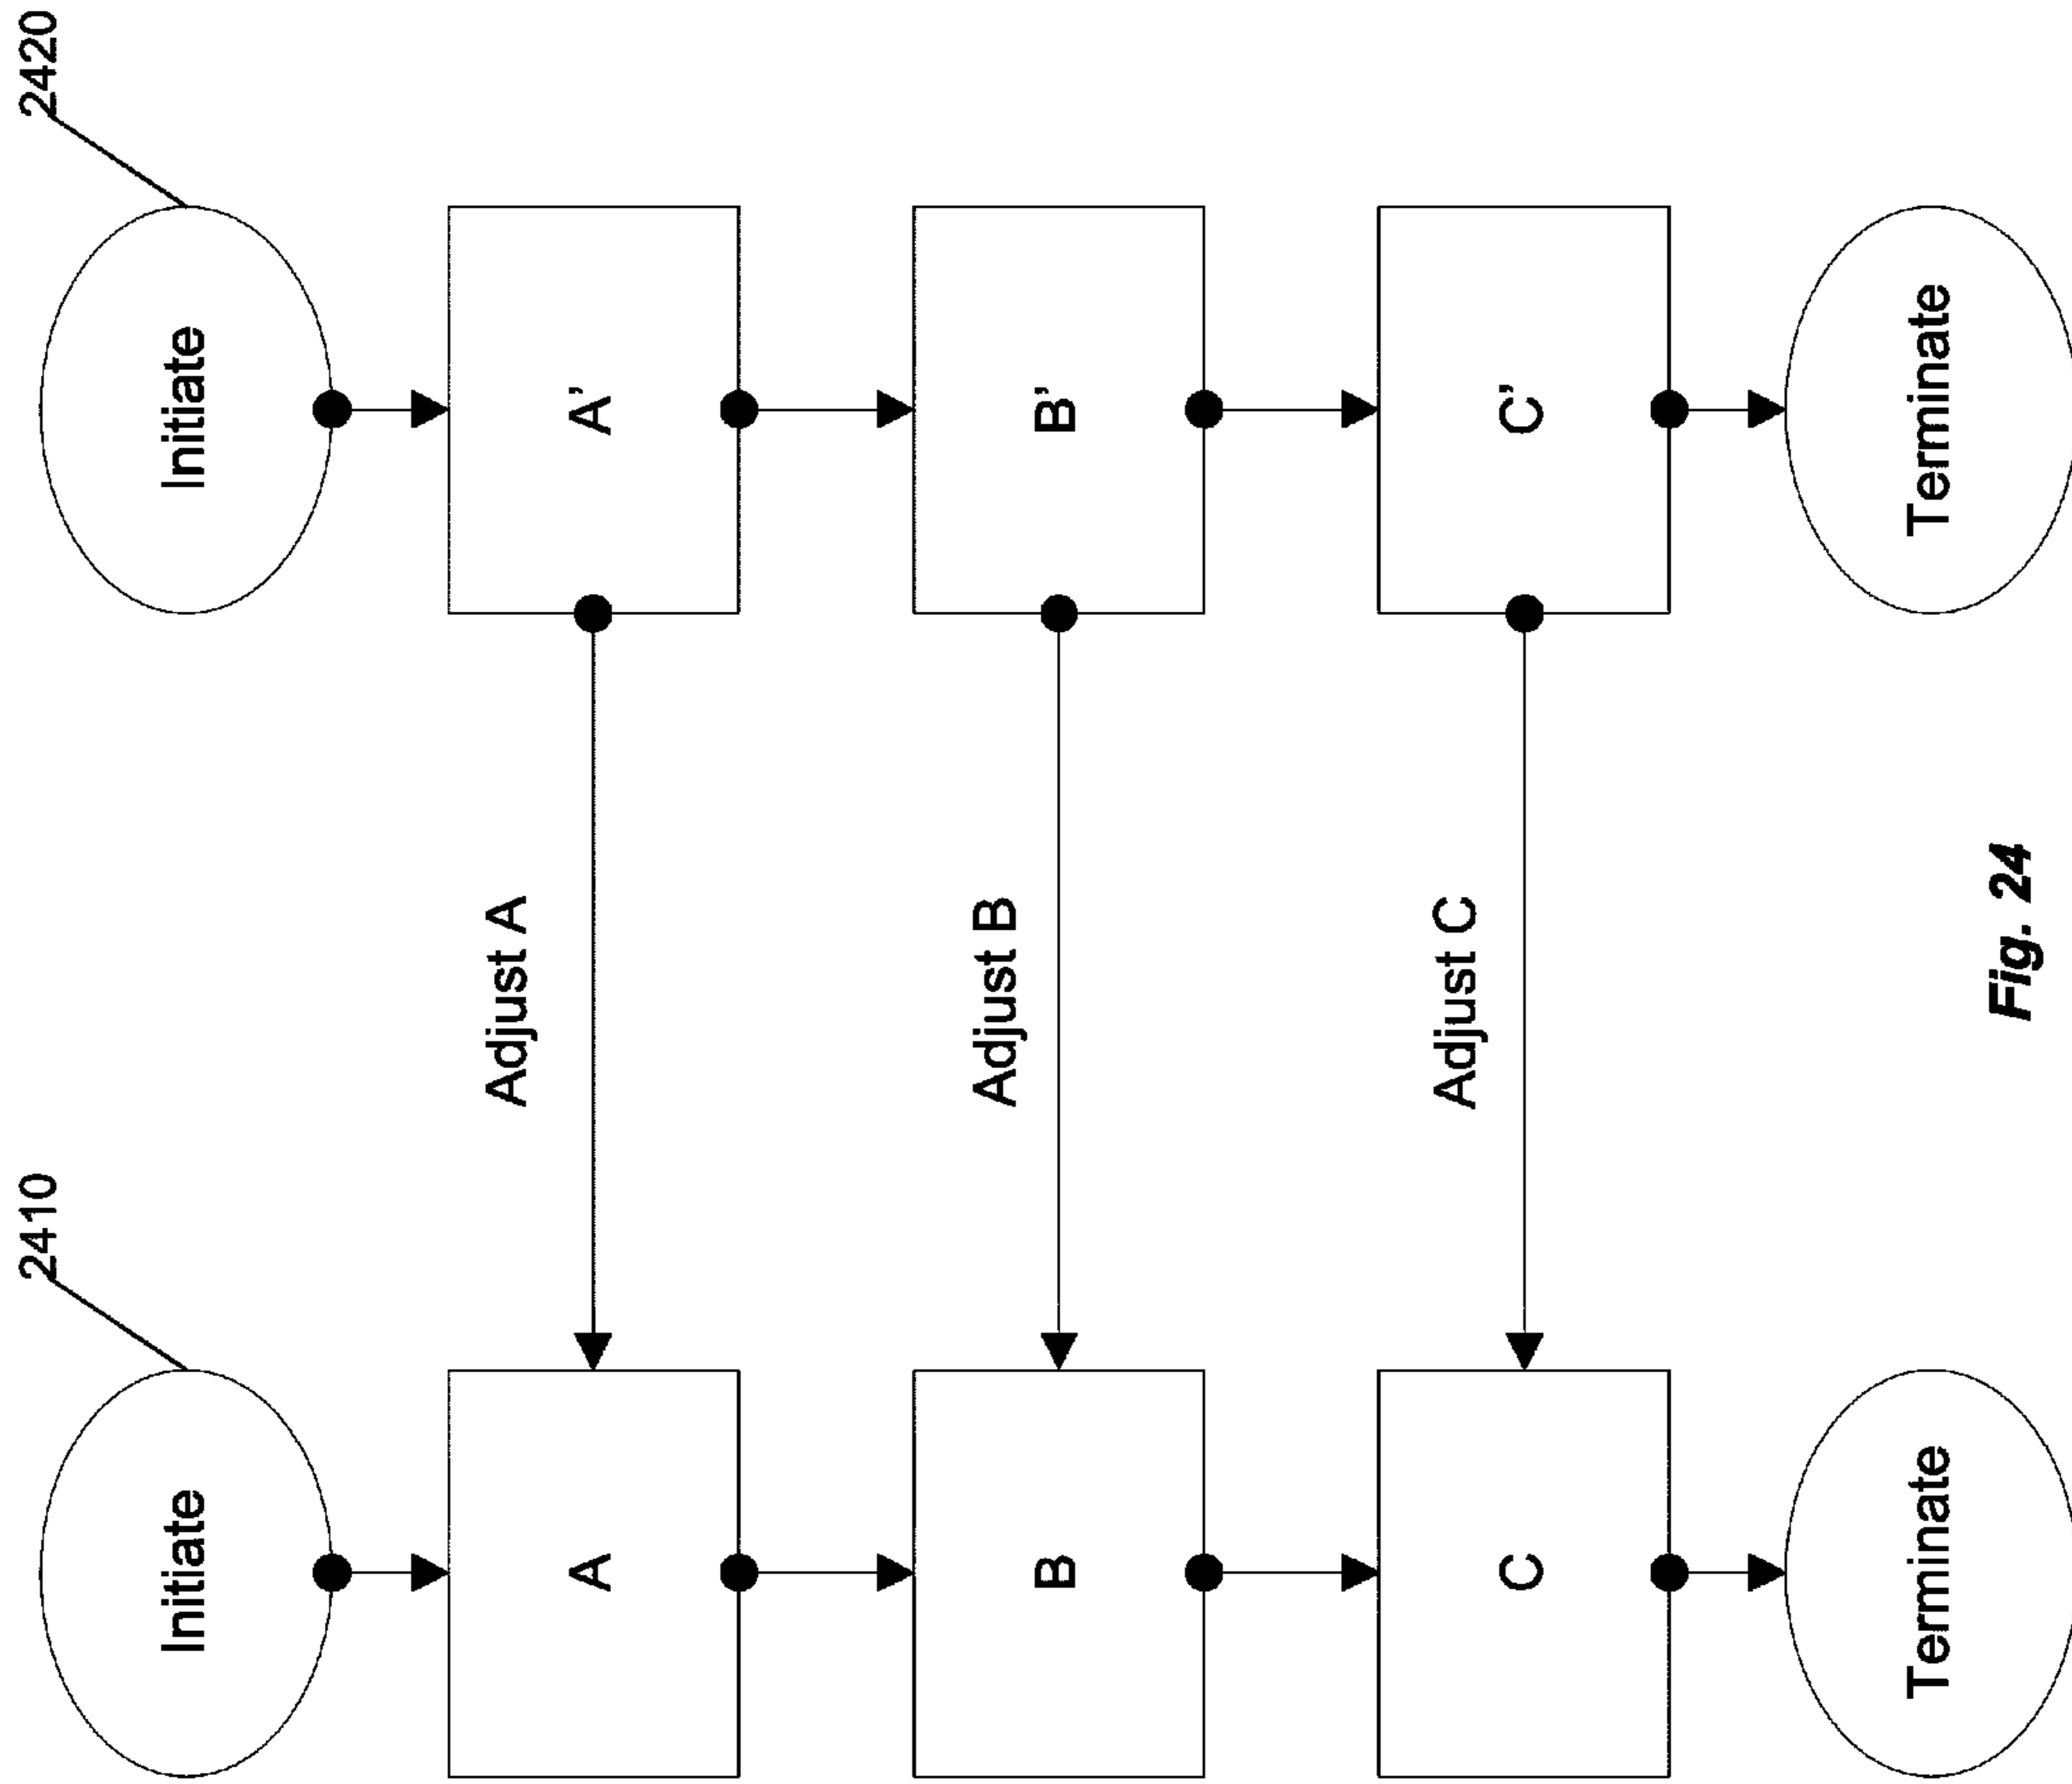 2410
2420
Initiate
Initiate
Adjust A
A
A'
Adjust B
B
B'
Adjust C
C
C'
Terminate
Terminate
Fig. 24